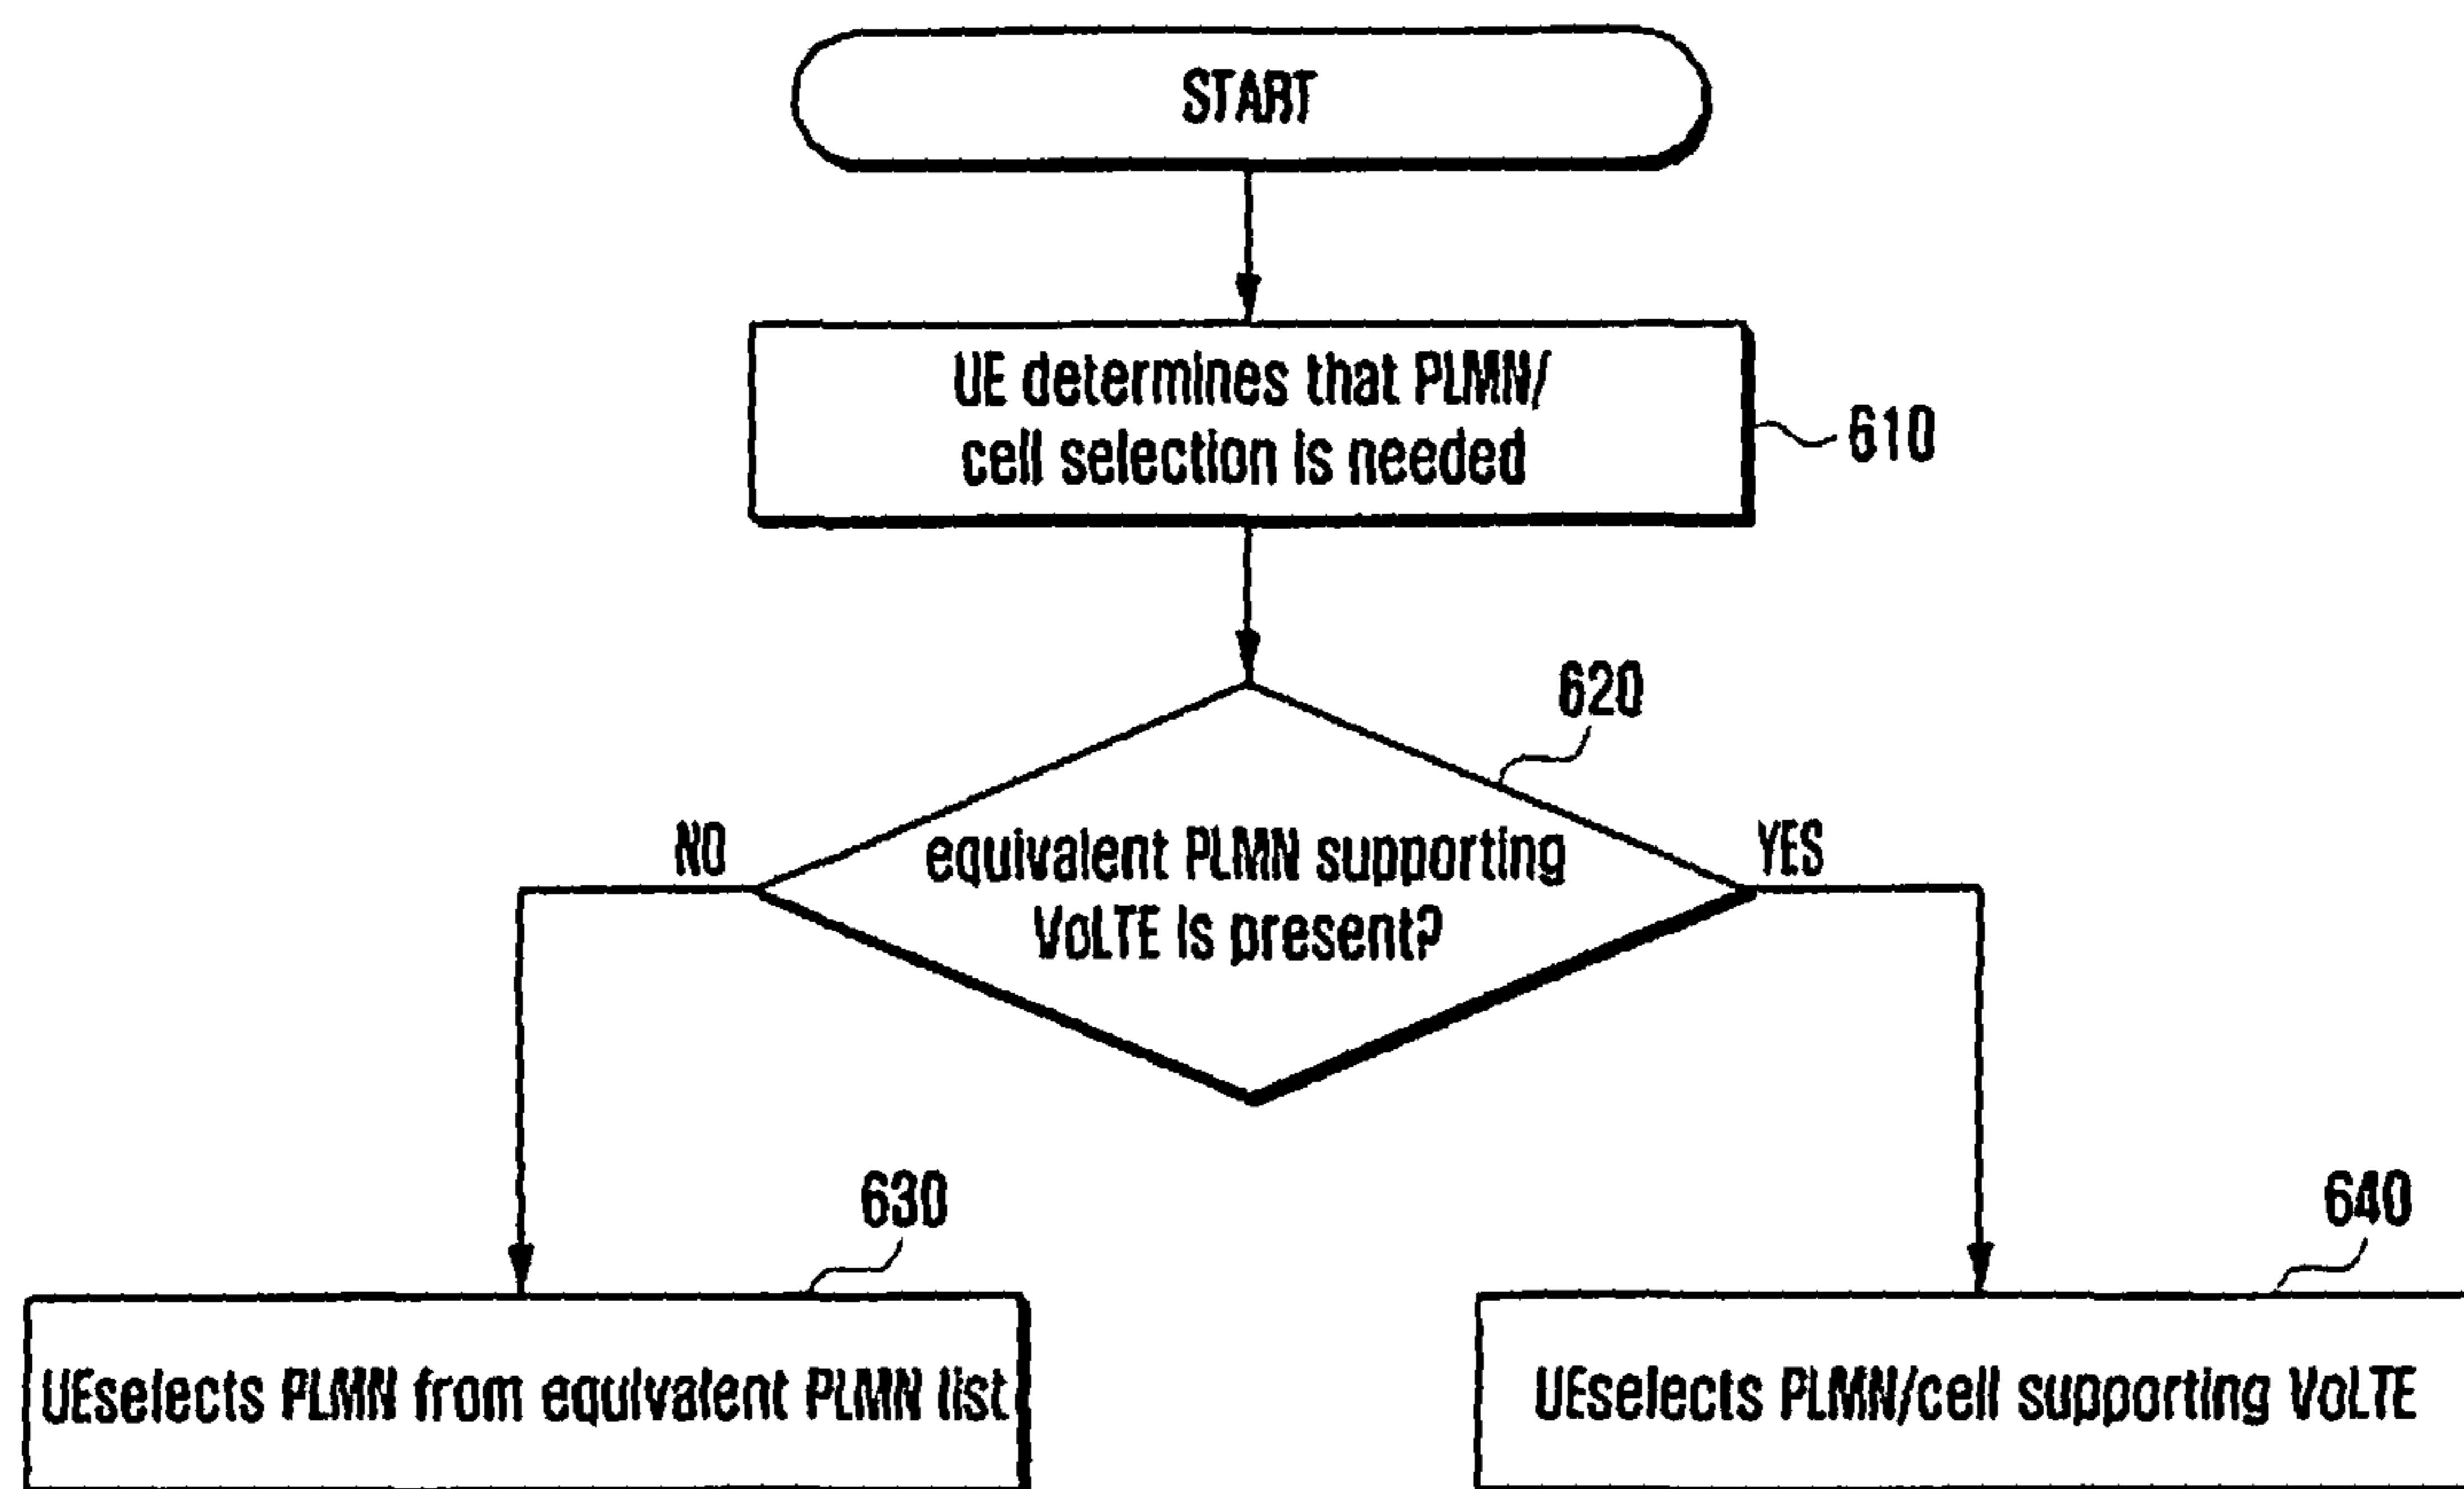 START
UE determines that PLMN/
cell selection is needed
610
620
NO
YES
equivalent PLMN supporting
VoLTE is present?
630
640
UEselects PLMN from equivalent PLMN list
UEselects PLMN/cell supporting VoLTE